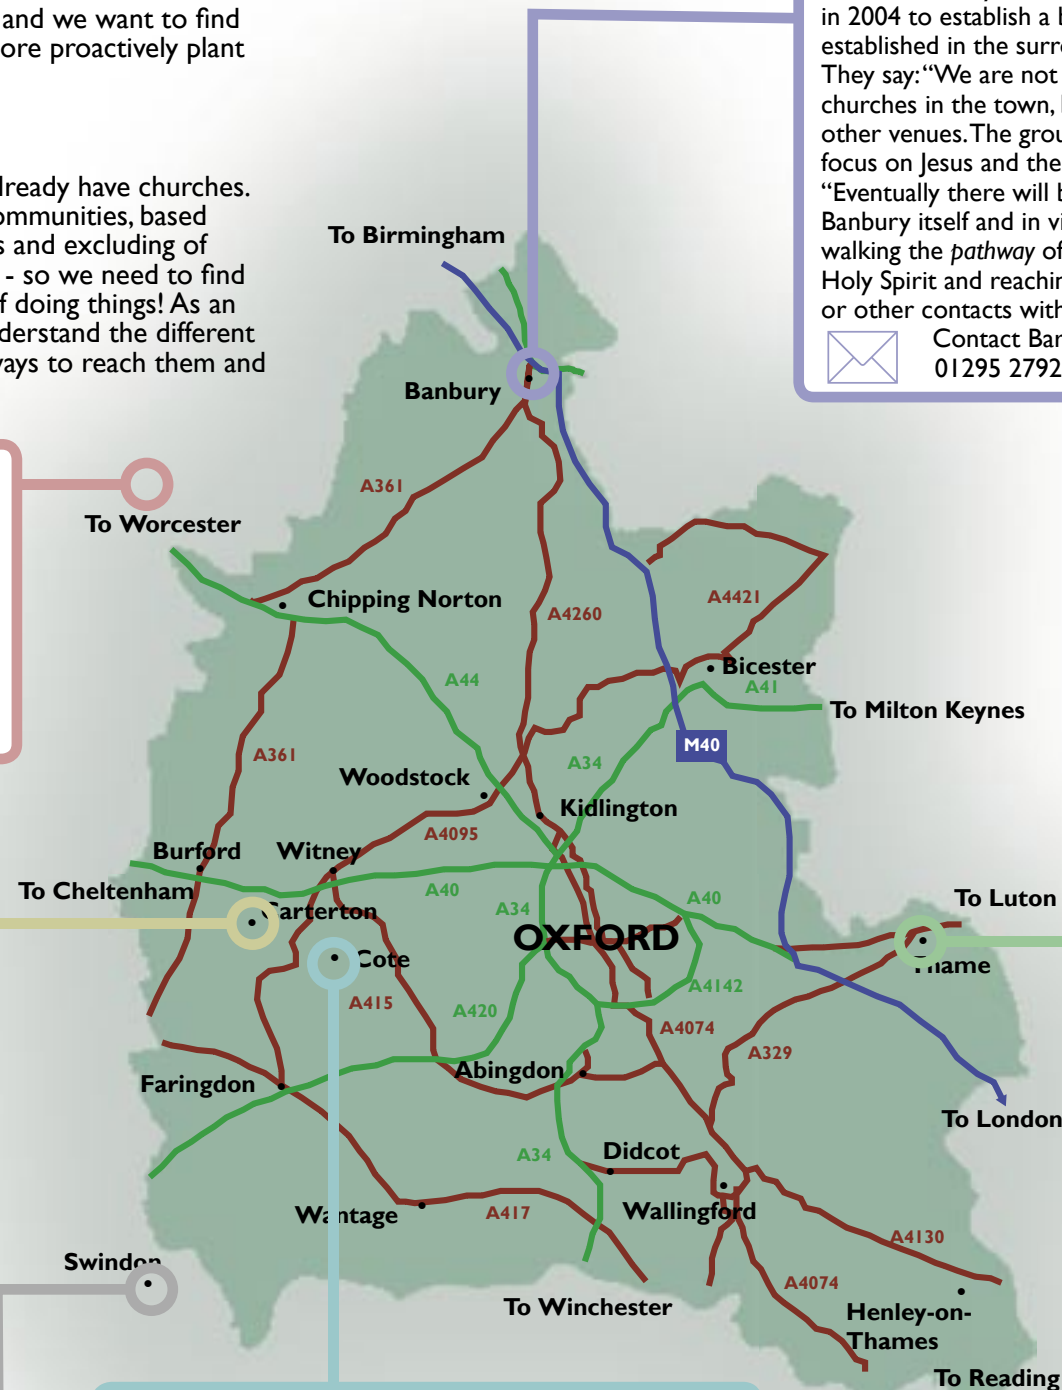 and we want to find
ore proactively plant
lready have churches.
ommunities, based
s and excluding of
- so we need to find
f doing things! As an
nderstand the different
ways to reach them and
in 2004 to establish a
established in the surr
They say: “We are not
churches in the town,
other venues. The grou
focus on Jesus and the
“Eventually there will b
Banbury itself and in vi
walking the pathway of
Holy Spirit and reachin
or other contacts with
Contact Ban
01295 2792
To Birmingham
Banbury
A361
To Worcester
Chipping Norton
A4260
A4421
A44
Bicester
A41
To Milton Keynes
M40
A361
A34
Woodstock
Kidlington
A4095
Burford
Witney
To Cheltenham
A40
A40
To Luton
Carterton
A34
OXFORD
Thame
Cote
A4142
A415
A420
A4074
A329
Abingdon
Faringdon
To London
A34
Didcot
Wantage
A417
Wallingford
A4130
Swindon
A4074
To Winchester
Henley-on-
Thames
To Reading